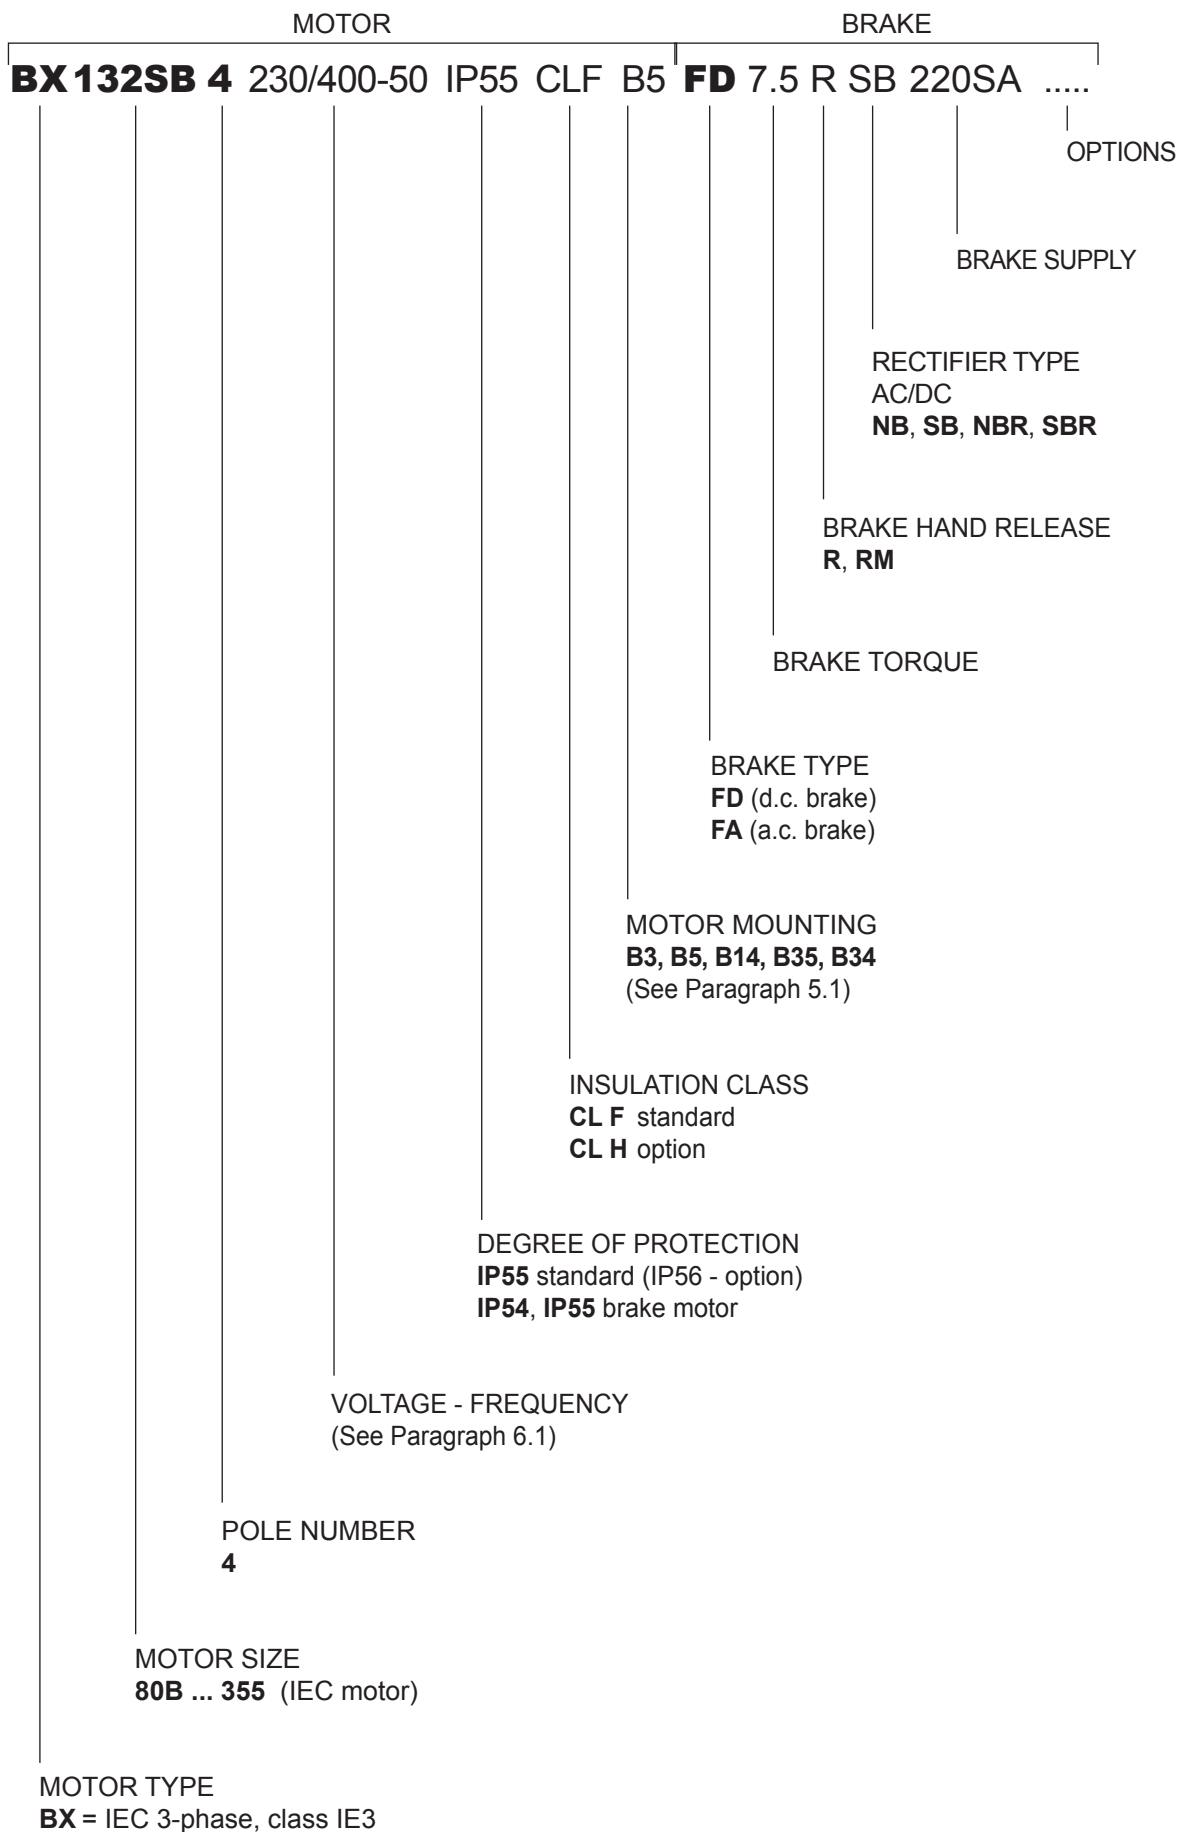 MOTOR BRAKE
BX 132SB 4 230/400-50 IP55 CLF B5 FD 7.5 R SB 220SA .....
OPTIONS
BRAKE SUPPLY
RECTIFIER TYPE
AC/DC
NB, SB, NBR, SBR
BRAKE HAND RELEASE
R, RM
BRAKE TORQUE
BRAKE TYPE
FD (d.c. brake)
FA (a.c. brake)
MOTOR MOUNTING
B3, B5, B14, B35, B34
(See Paragraph 5.1)
INSULATION CLASS
CL F standard
CL H option
DEGREE OF PROTECTION
IP55 standard (IP56 - option)
IP54, IP55 brake motor
VOLTAGE - FREQUENCY
(See Paragraph 6.1)
POLE NUMBER
4
MOTOR SIZE
80B ... 355 (IEC motor)
MOTOR TYPE
BX = IEC 3-phase, class IE3